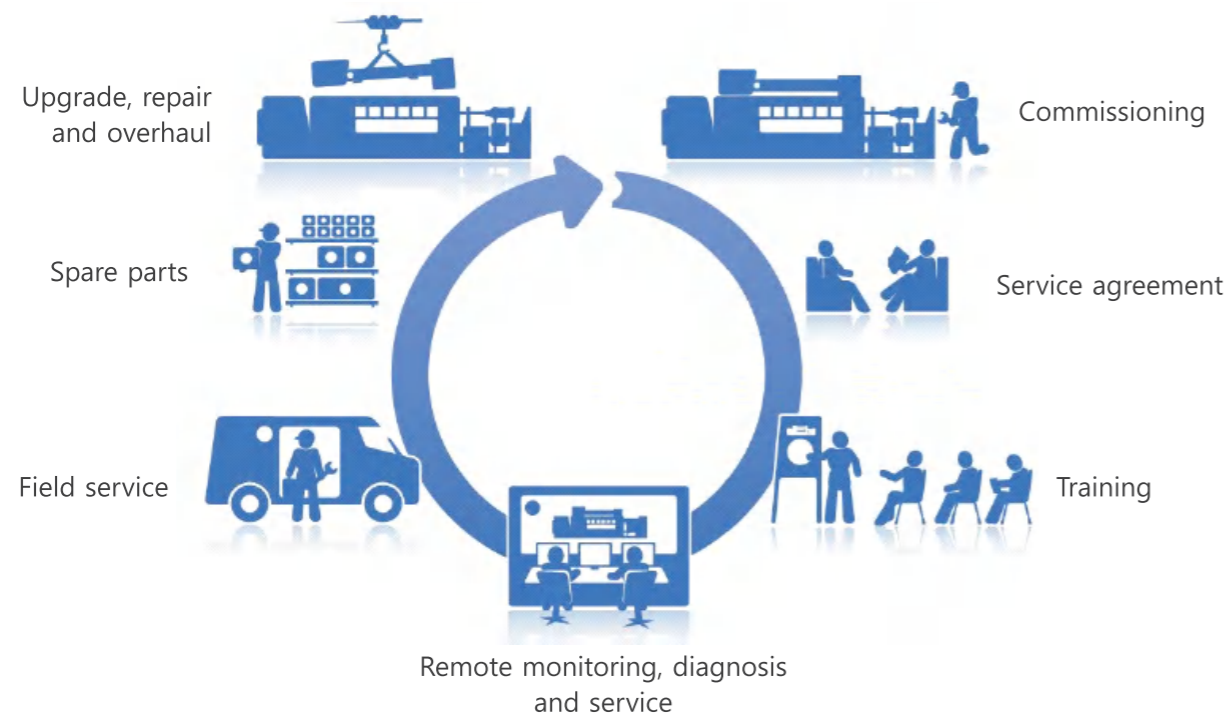 Upgrade, repair
and overhaul
Commissioning
Spare parts
Service agreement
Field service
Training
Remote monitoring, diagnosis
and service